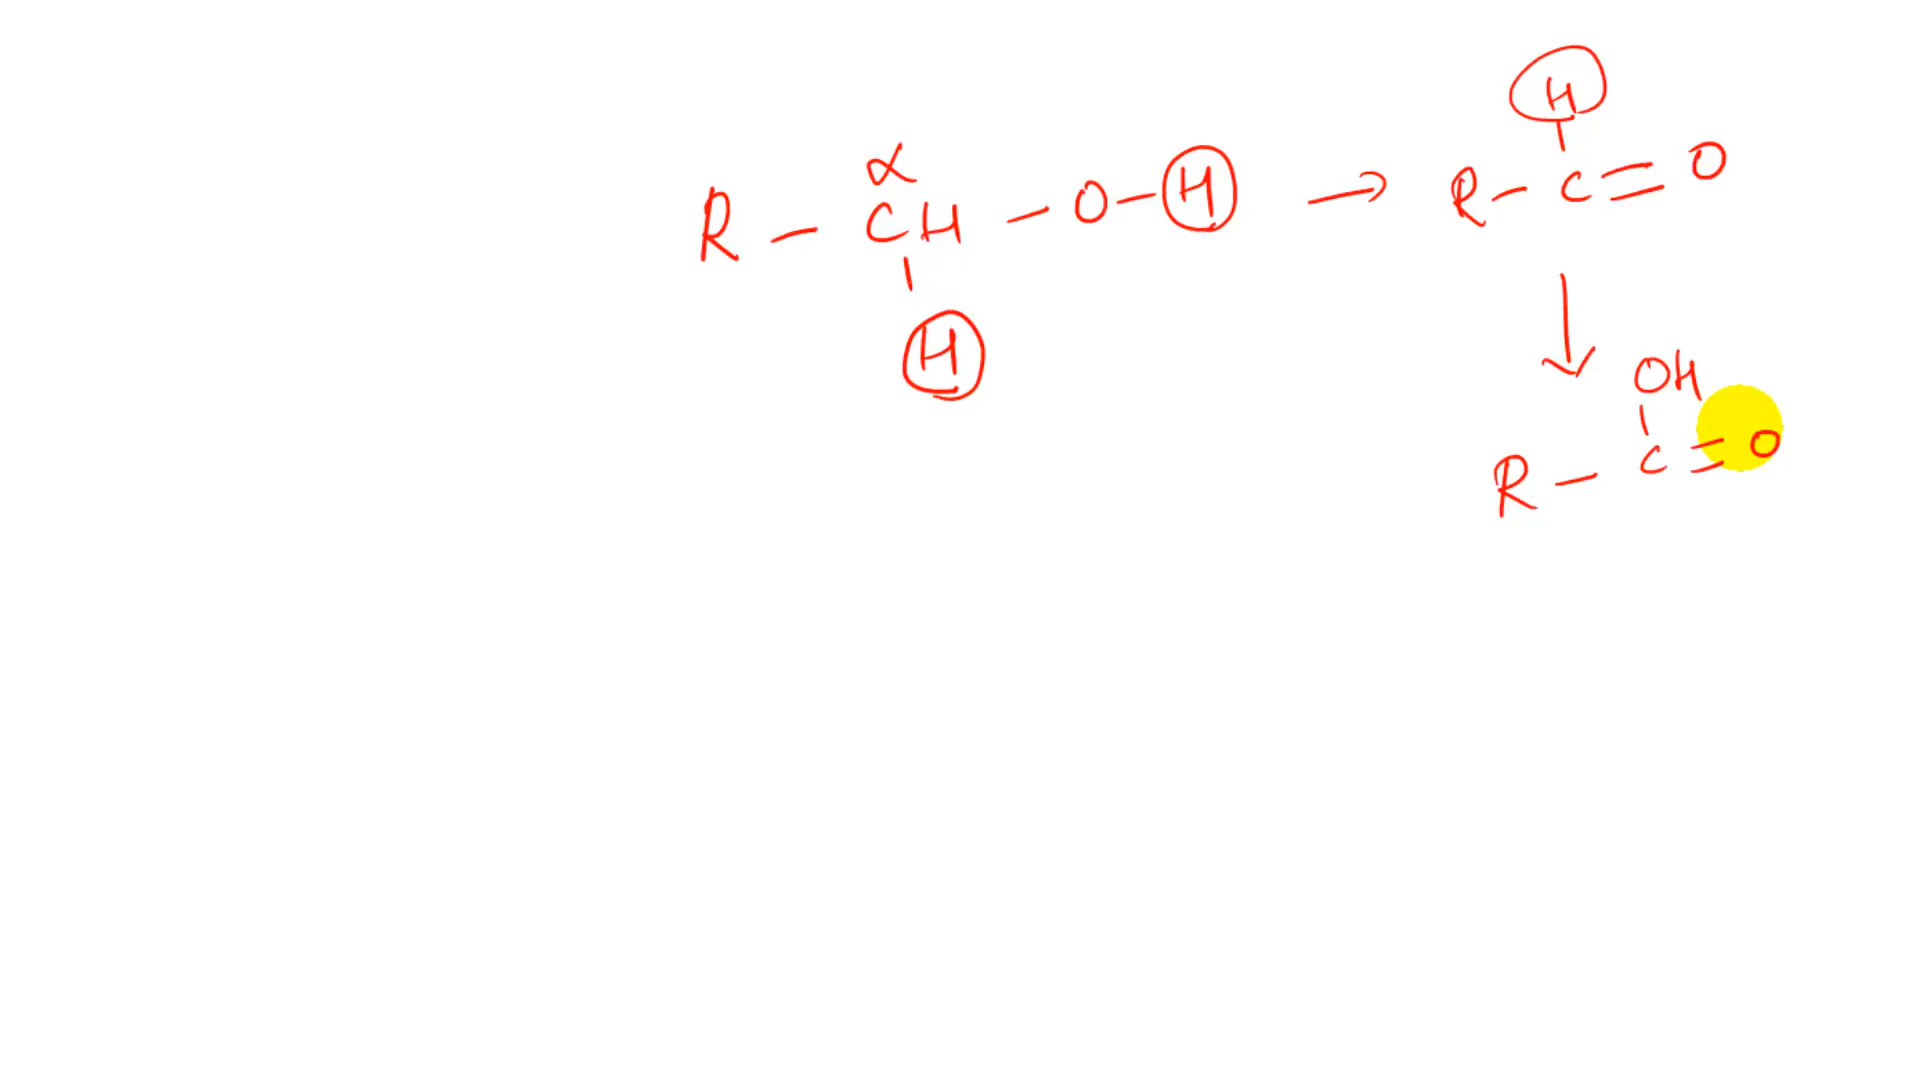 H
α
R - CH - O - H → R - C = O
H
↓
OH
R - C = O